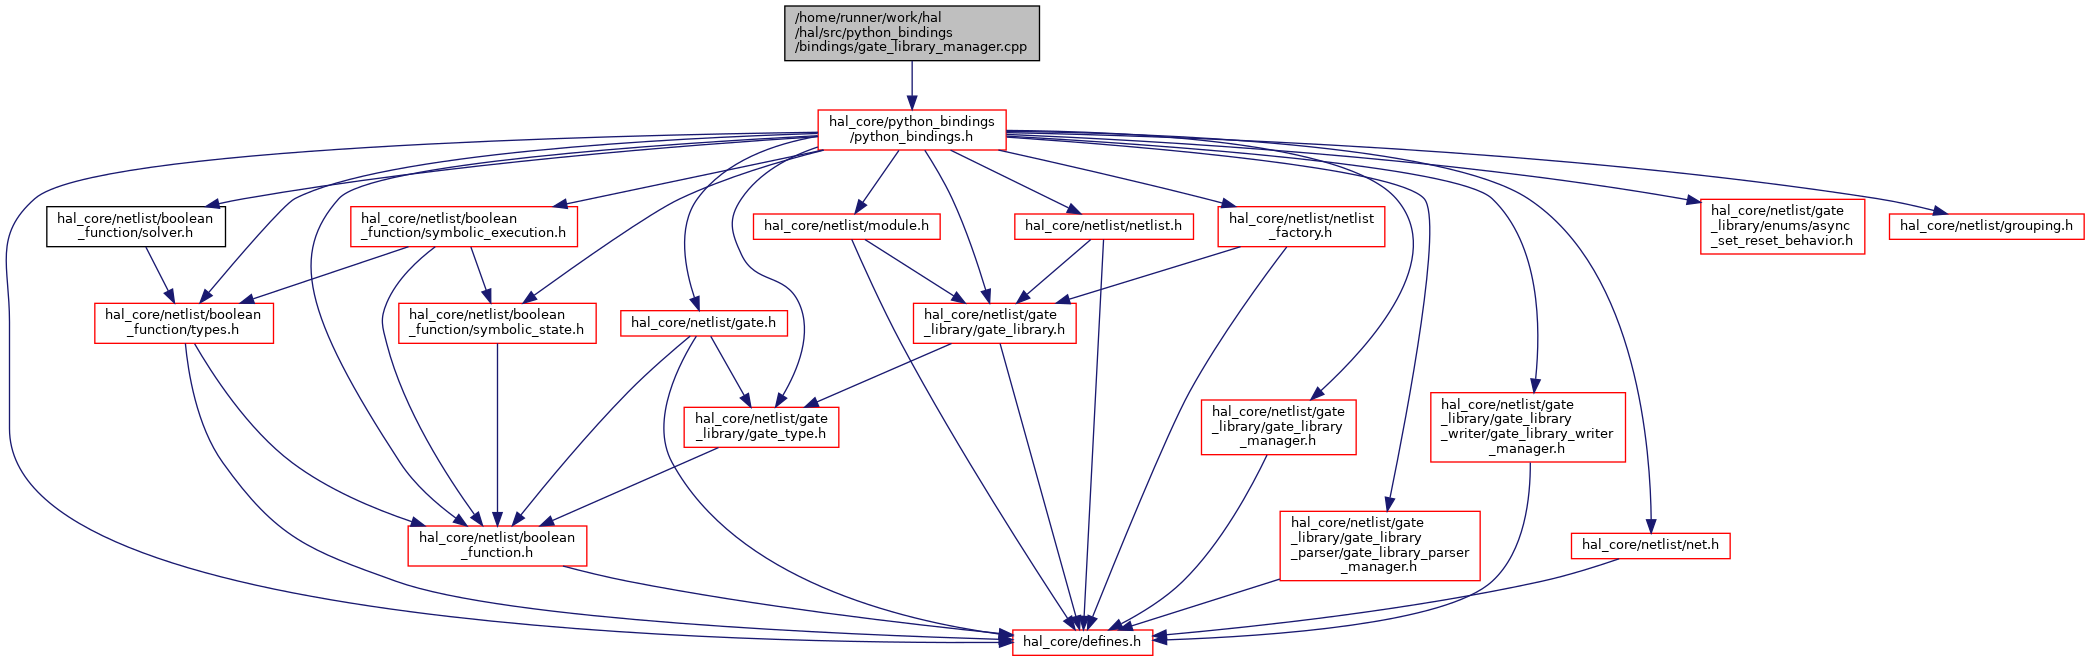 /home/runner/work/hal
/hal/src/python_bindings
/bindings/gate_library_manager.cpp
hal_core/python_bindings
/python_bindings.h
hal_core/netlist/boolean
_function/solver.h
hal_core/netlist/boolean
_function/symbolic_execution.h
hal_core/netlist/module.h
hal_core/netlist/netlist.h
hal_core/netlist/netlist
_factory.h
hal_core/netlist/gate
_library/enums/async
_set_reset_behavior.h
hal_core/netlist/grouping.h
hal_core/netlist/boolean
_function/types.h
hal_core/netlist/boolean
_function/symbolic_state.h
hal_core/netlist/gate.h
hal_core/netlist/gate
_library/gate_library.h
hal_core/netlist/gate
_library/gate_type.h
hal_core/netlist/gate
_library/gate_library
_manager.h
hal_core/netlist/gate
_library/gate_library
_writer/gate_library_writer
_manager.h
hal_core/netlist/boolean
_function.h
hal_core/netlist/gate
_library/gate_library
_parser/gate_library_parser
_manager.h
hal_core/netlist/net.h
hal_core/defines.h